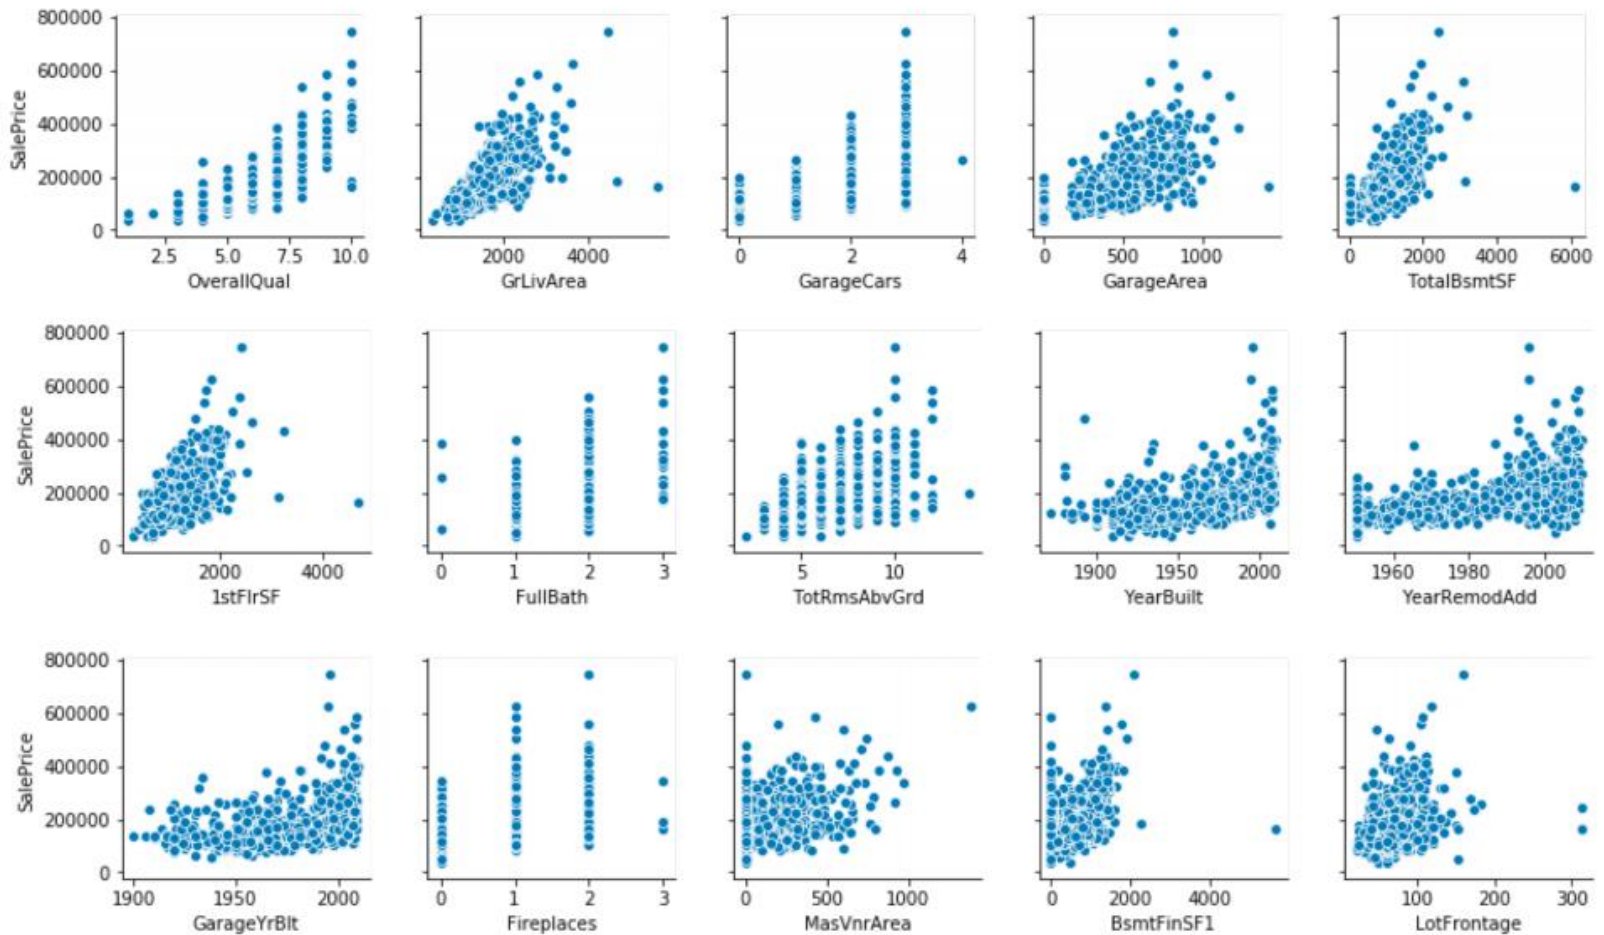 800000
600000
400000
200000
0
SalePrice
2.5 5.0 7.5 10.0
OverallQual
2000 4000
GrLivArea
0 2 4
GarageCars
0 500 1000
GarageArea
0 2000 4000 6000
TotalBsmtSF
800000
600000
400000
200000
0
SalePrice
2000 4000
1stFlrSF
0 1 2 3
FullBath
5 10
TotRmsAbvGrd
1900 1950 2000
YearBuilt
1960 1980 2000
YearRemodAdd
800000
600000
400000
200000
0
SalePrice
1900 1950 2000
GarageYrBlt
0 1 2 3
Fireplaces
0 500 1000
MasVnrArea
0 2000 4000
BsmtFinSF1
100 200 300
LotFrontage